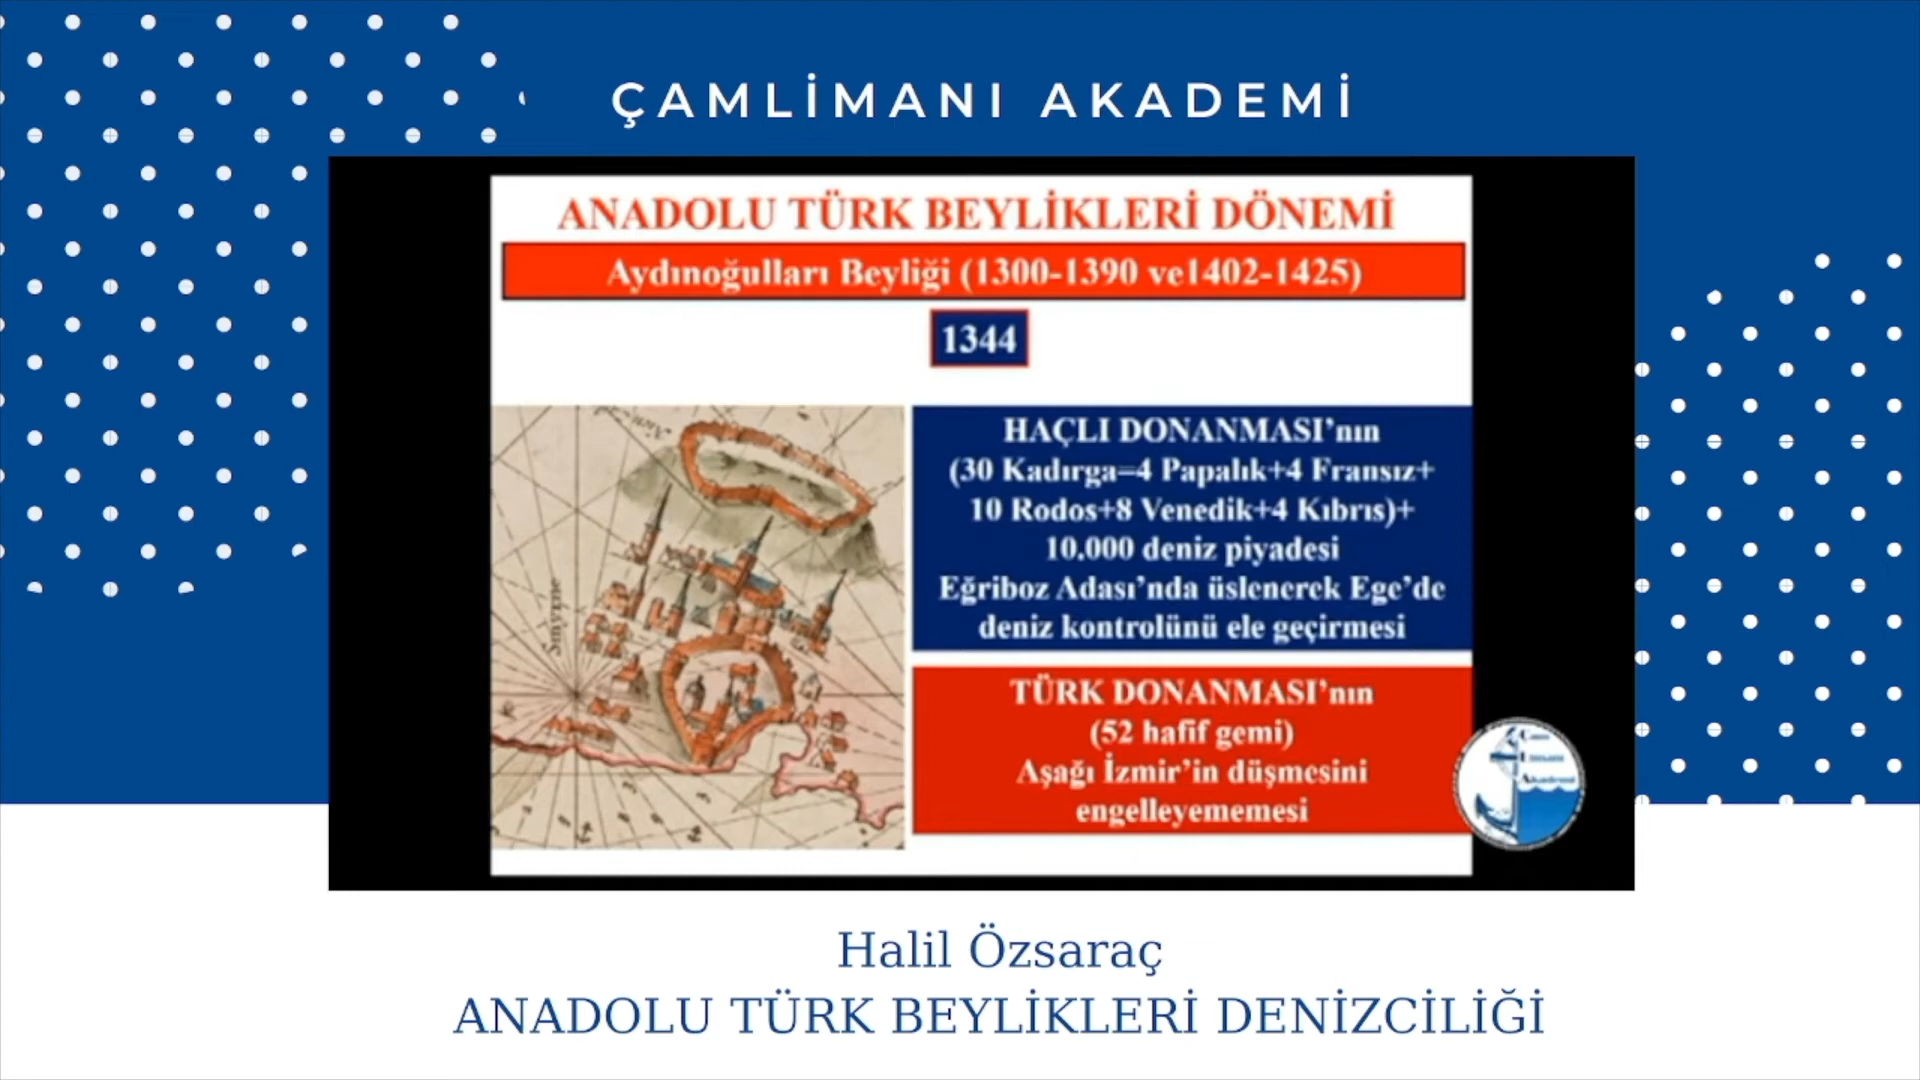 ÇAMLİMANI AKADEMİ
ANADOLU TÜRK BEYLİKLERİ DÖNEMİ
Aydınoğulları Beyliği (1300-1390 ve1402-1425)
1344
HAÇLI DONANMASI’nın
(30 Kadırga=4 Papalık+4 Fransız+
10 Rodos+8 Venedik+4 Kıbrıs)+
10.000 deniz piyadesi
Eğriboz Adası’nda üslenerek Ege’de
deniz kontrolünü ele geçirmesi
Smyrne
TÜRK DONANMASI’nın
(52 hafif gemi)
Aşağı İzmir’in düşmesini
engelleyememesi
Çam
Limanı
Akademi
Halil Özsaraç
ANADOLU TÜRK BEYLİKLERİ DENİZCİLİĞİ